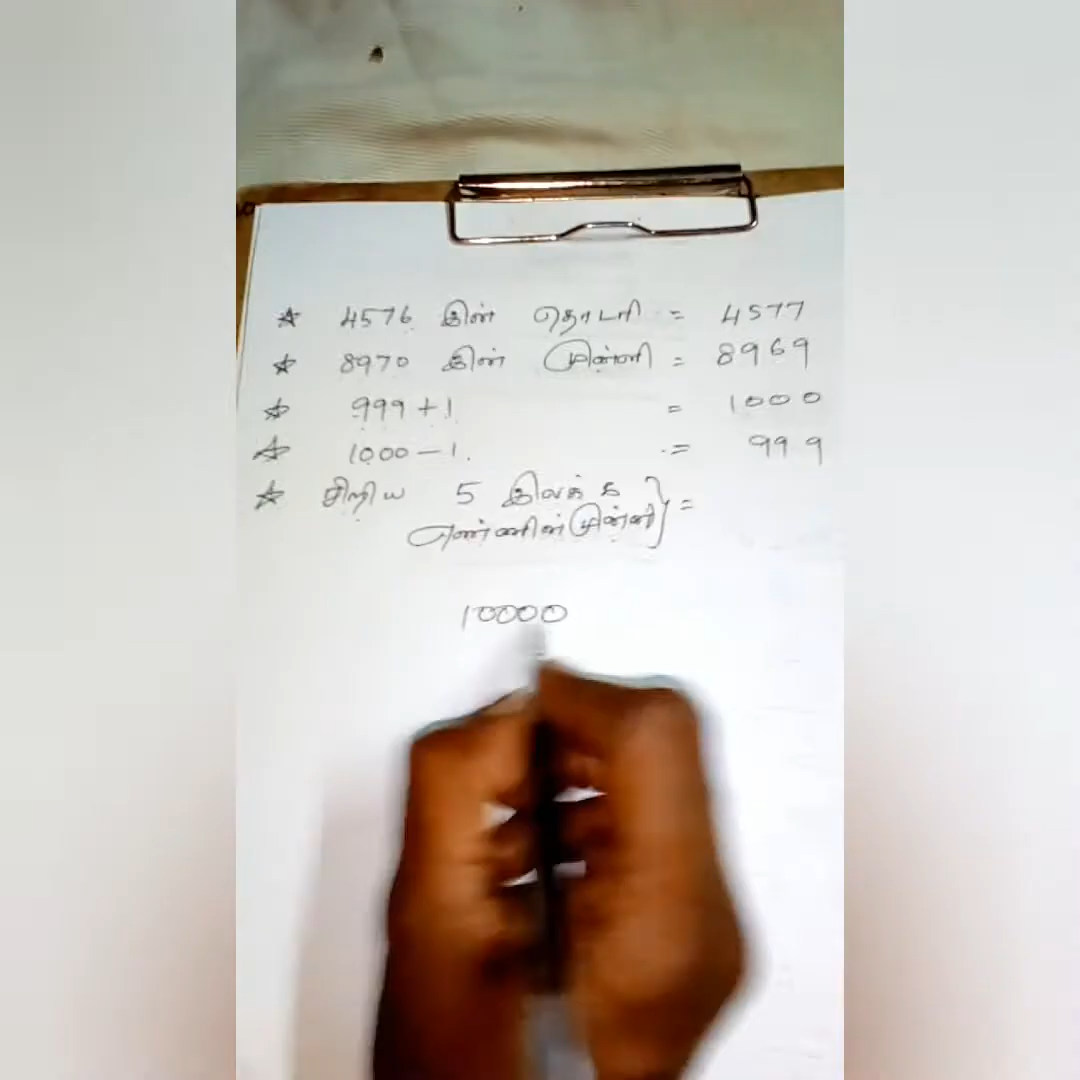 ☆ 4576 இன் தொடரி = 4577
☆ 8970 இன் முன்னி = 8969
☆ 999 + 1 = 1000
☆ 1000 – 1. = 999
☆ சிறிய 5 இலக்க } =
எண்ணின் முன்னி
10000